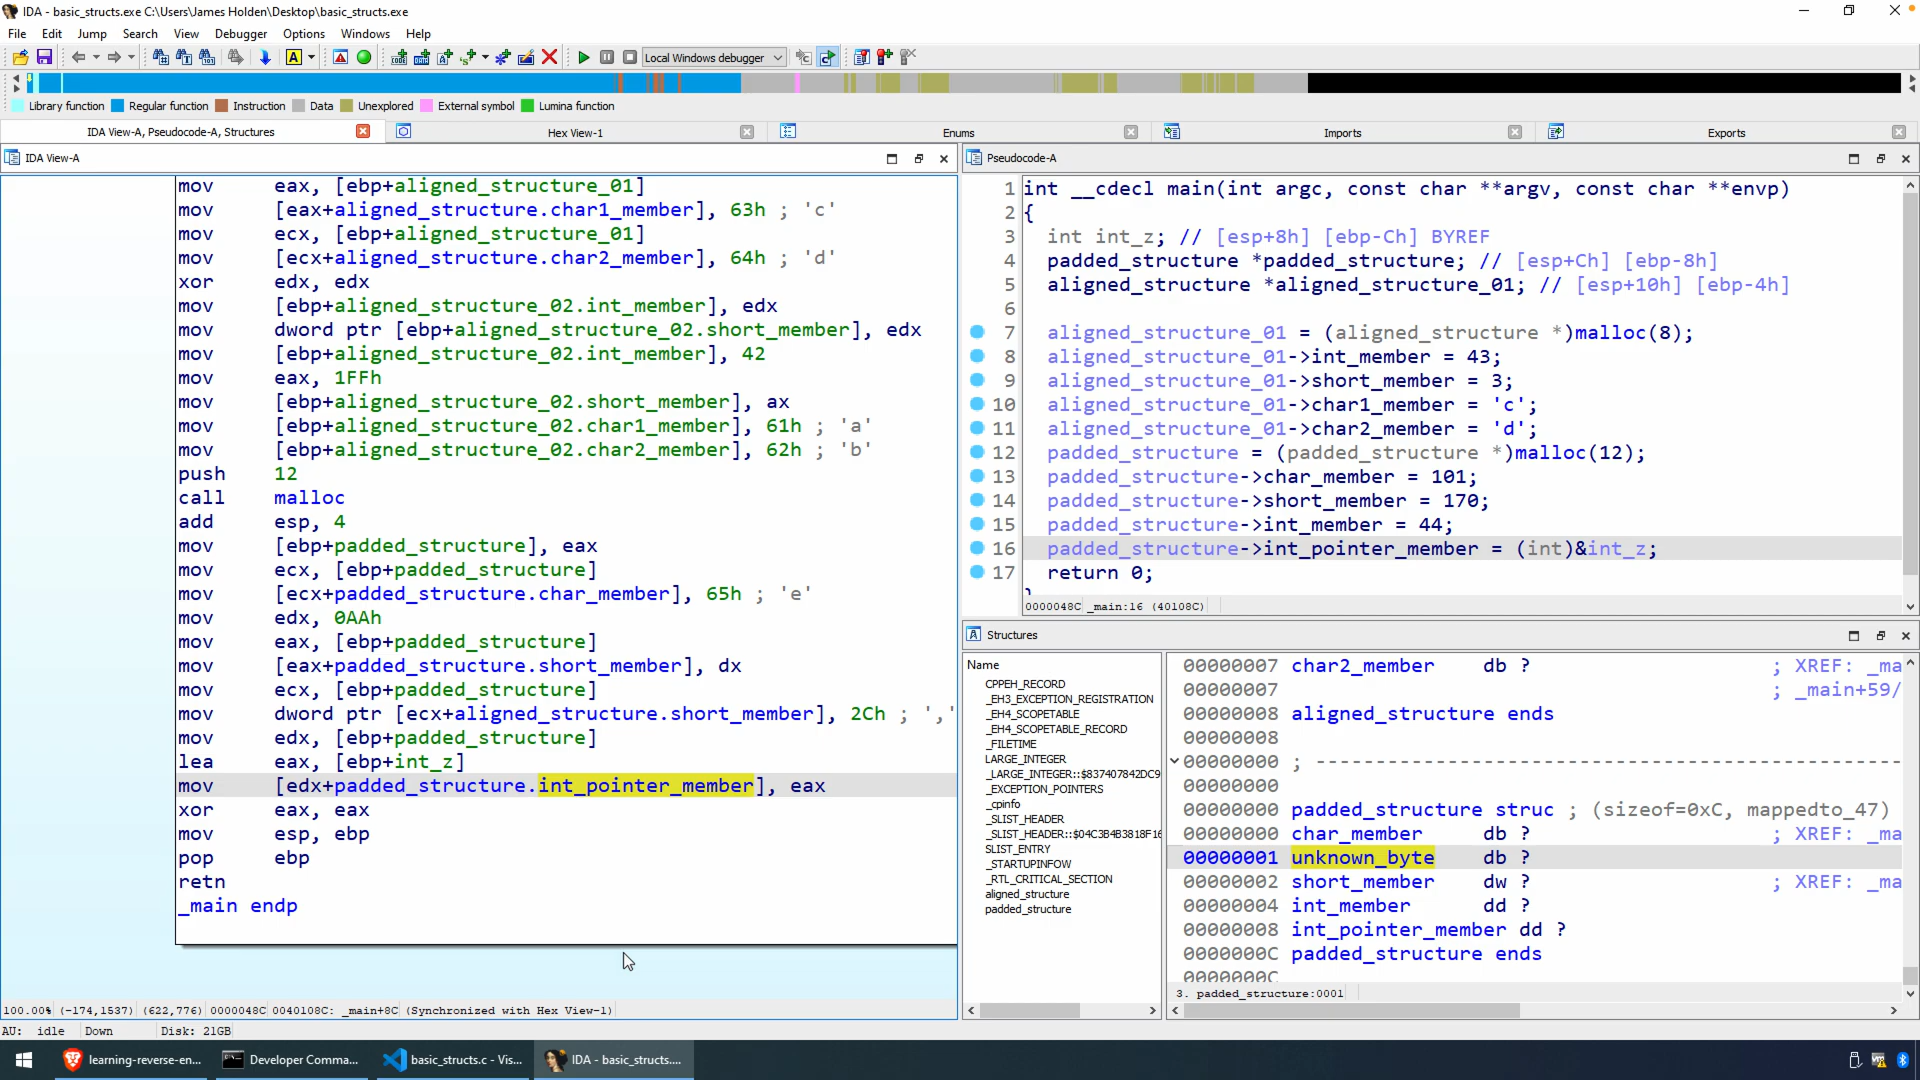 IDA - basic_structs.exe C:\Users\James Holden\Desktop\basic_structs.exe
File Edit Jump Search View Debugger Options Windows Help
Local Windows debugger
Library function Regular function Instruction Data Unexplored External symbol Lumina function
IDA View-A, Pseudocode-A, Structures Hex View-1 Enums Imports Exports
IDA View-A
mov eax, [ebp+aligned_structure_01]
mov [eax+aligned_structure.char1_member], 63h ; 'c'
mov ecx, [ebp+aligned_structure_01]
mov [ecx+aligned_structure.char2_member], 64h ; 'd'
xor edx, edx
mov [ebp+aligned_structure_02.int_member], edx
mov dword ptr [ebp+aligned_structure_02.short_member], edx
mov [ebp+aligned_structure_02.int_member], 42
mov eax, 1FFh
mov [ebp+aligned_structure_02.short_member], ax
mov [ebp+aligned_structure_02.char1_member], 61h ; 'a'
mov [ebp+aligned_structure_02.char2_member], 62h ; 'b'
push 12
call malloc
add esp, 4
mov [ebp+padded_structure], eax
mov ecx, [ebp+padded_structure]
mov [ecx+padded_structure.char_member], 65h ; 'e'
mov edx, 0AAh
mov eax, [ebp+padded_structure]
mov [eax+padded_structure.short_member], dx
mov ecx, [ebp+padded_structure]
mov dword ptr [ecx+aligned_structure.short_member], 2Ch ; ','
mov edx, [ebp+padded_structure]
lea eax, [ebp+int_z]
mov [edx+padded_structure.int_pointer_member], eax
xor eax, eax
mov esp, ebp
pop ebp
retn
_main endp
100.00% (-174,1537) (622,776) 0000048C 0040108C: _main+8C (Synchronized with Hex View-1)
Pseudocode-A
1 int __cdecl main(int argc, const char **argv, const char **envp)
2 {
3 int int_z; // [esp+8h] [ebp-Ch] BYREF
4 padded_structure *padded_structure; // [esp+Ch] [ebp-8h]
5 aligned_structure *aligned_structure_01; // [esp+10h] [ebp-4h]
6
7 aligned_structure_01 = (aligned_structure *)malloc(8);
8 aligned_structure_01->int_member = 43;
9 aligned_structure_01->short_member = 3;
10 aligned_structure_01->char1_member = 'c';
11 aligned_structure_01->char2_member = 'd';
12 padded_structure = (padded_structure *)malloc(12);
13 padded_structure->char_member = 101;
14 padded_structure->short_member = 170;
15 padded_structure->int_member = 44;
16 padded_structure->int_pointer_member = (int)&int_z;
17 return 0;
}
0000048C _main:16 (40108C)
Structures
Name
CPPEH_RECORD
_EH3_EXCEPTION_REGISTRATION
_EH4_SCOPETABLE
_EH4_SCOPETABLE_RECORD
_FILETIME
LARGE_INTEGER
_LARGE_INTEGER::$837407842DC9
_EXCEPTION_POINTERS
_cpinfo
_SLIST_HEADER
_SLIST_HEADER::$04C3B4B3818F16
SLIST_ENTRY
_STARTUPINFOW
_RTL_CRITICAL_SECTION
aligned_structure
padded_structure
00000007 char2_member db ? ; XREF: _ma
00000007 ; _main+59/
00000008 aligned_structure ends
00000008
00000000 ; -------------------------------------------------
00000000
00000000 padded_structure struc ; (sizeof=0xC, mappedto_47)
00000000 char_member db ? ; XREF: _ma
00000001 unknown_byte db ?
00000002 short_member dw ? ; XREF: _ma
00000004 int_member dd ?
00000008 int_pointer_member dd ?
0000000C padded_structure ends
0000000C
3. padded_structure:0001
AU: idle Down Disk: 21GB
learning-reverse-en... Developer Comma... basic_structs.c - Vis... IDA - basic_structs....